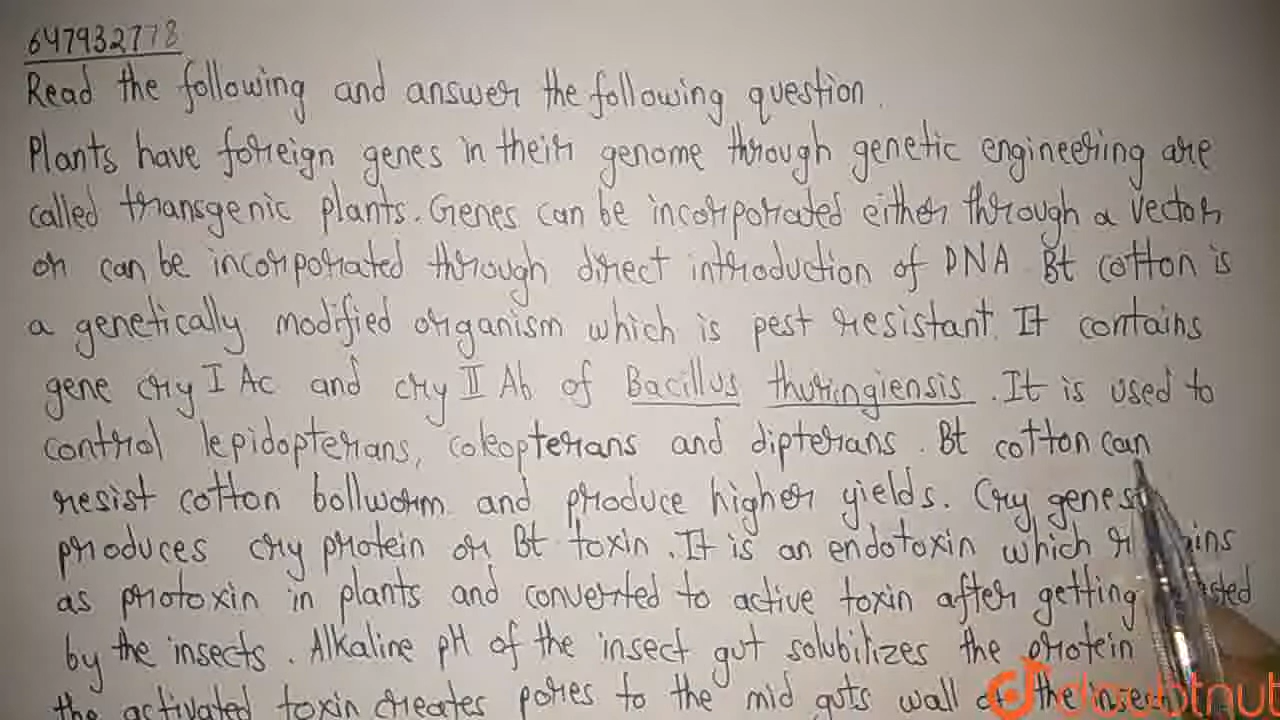 647932778
Read the following and answer the following question.
Plants have foreign genes in their genome through genetic engineering are
called transgenic plants. Genes can be incorporated either through a vector
or can be incorporated through direct introduction of DNA Bt cotton is
a genetically modified organism which is pest resistant. It contains
gene cry I Ac and cry II Ab of Bacillus thuringiensis. It is used to
control lepidopterans, coleopterans and dipterans. Bt cotton can
resist cotton bollworm and produce higher yields. Cry genes
produces cry protein or Bt toxin. It is an endotoxin which
as protoxin in plants and converted to active toxin after getting
by the insects. Alkaline pH of the insect gut solubilizes the protein
the activated toxin creates pores to the mid guts wall of the insect
doubtnut